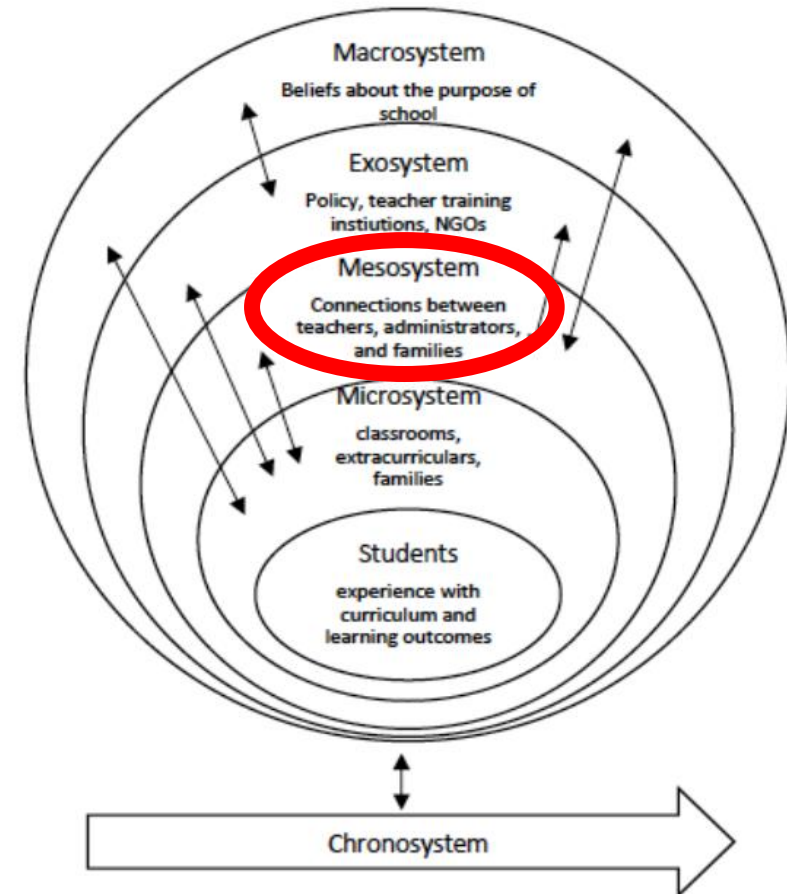 Macrosystem
Beliefs about the purpose of
school
Exosystem
Policy, teacher training
instiutions, NGOs
Mesosystem
Connections between
teachers, administrators,
and families
Microsystem
classrooms,
extracurriculars,
families
Students
experience with
curriculum and
learning outcomes
Chronosystem